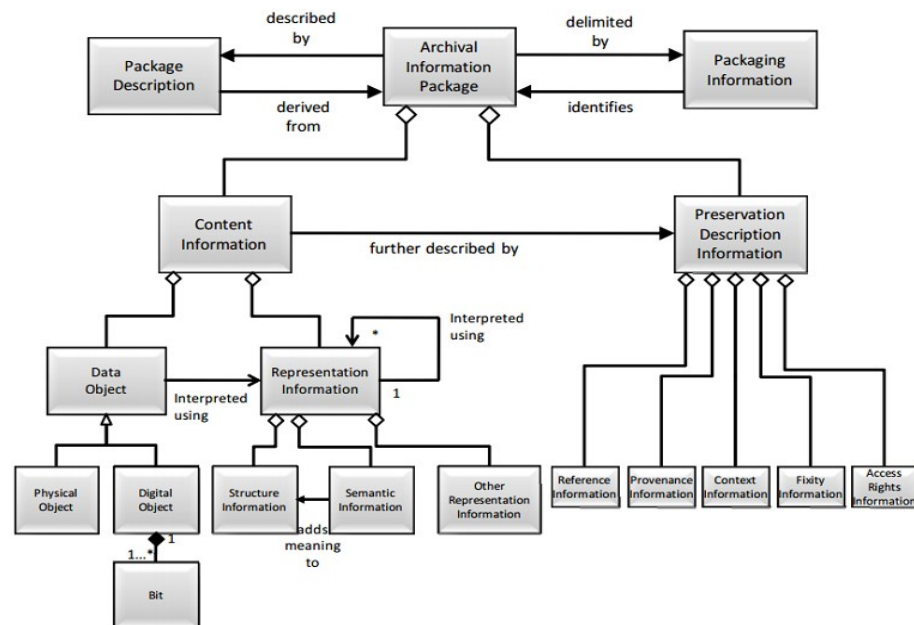 described
by
delimited
by
Package
Description
Archival
Information
Package
Packaging
Information
derived
from
identifies
Content
Information
Preservation
Description
Information
further described by
Interpreted
using
*
1
Data
Object
Interpreted
using
Representation
Information
Physical
Object
Digital
Object
Structure
Information
Semantic
Information
Other
Representation
Information
Reference
Information
Provenance
Information
Context
Information
Fixity
Information
Access
Rights
Information
adds
meaning
to
1
1...*
Bit